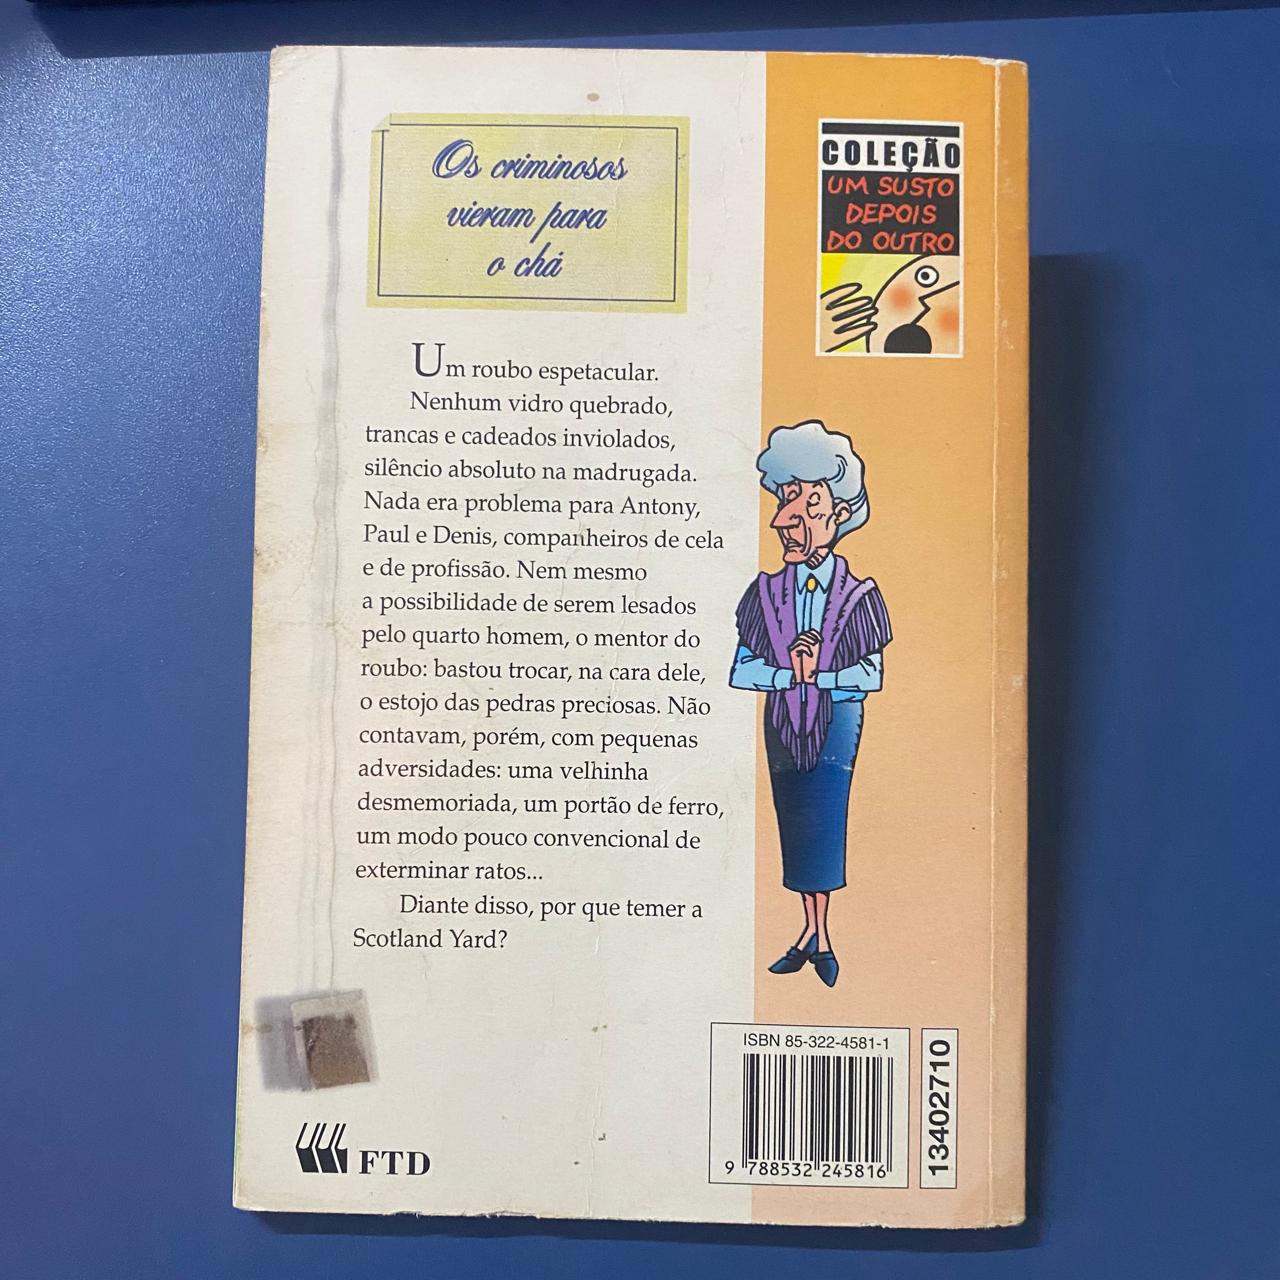 Os criminosos
vieram para
o chá
COLEÇÃO
UM SUSTO
DEPOIS
DO OUTRO
Um roubo espetacular.
Nenhum vidro quebrado,
trancas e cadeados inviolados,
silêncio absoluto na madrugada.
Nada era problema para Antony,
Paul e Denis, companheiros de cela
e de profissão. Nem mesmo
a possibilidade de serem lesados
pelo quarto homem, o mentor do
roubo: bastou trocar, na cara dele,
o estojo das pedras preciosas. Não
contavam, porém, com pequenas
adversidades: uma velhinha
desmemoriada, um portão de ferro,
um modo pouco convencional de
exterminar ratos...
Diante disso, por que temer a
Scotland Yard?
FTD
ISBN 85-322-4581-1
9 788532 245816
13402710